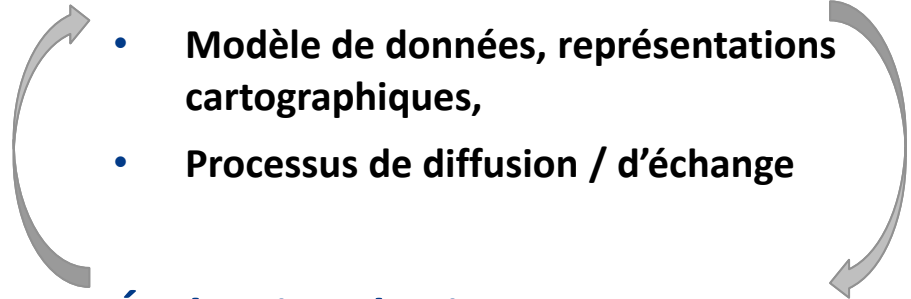 • Modèle de données, représentations
cartographiques,
• Processus de diffusion / d'échange